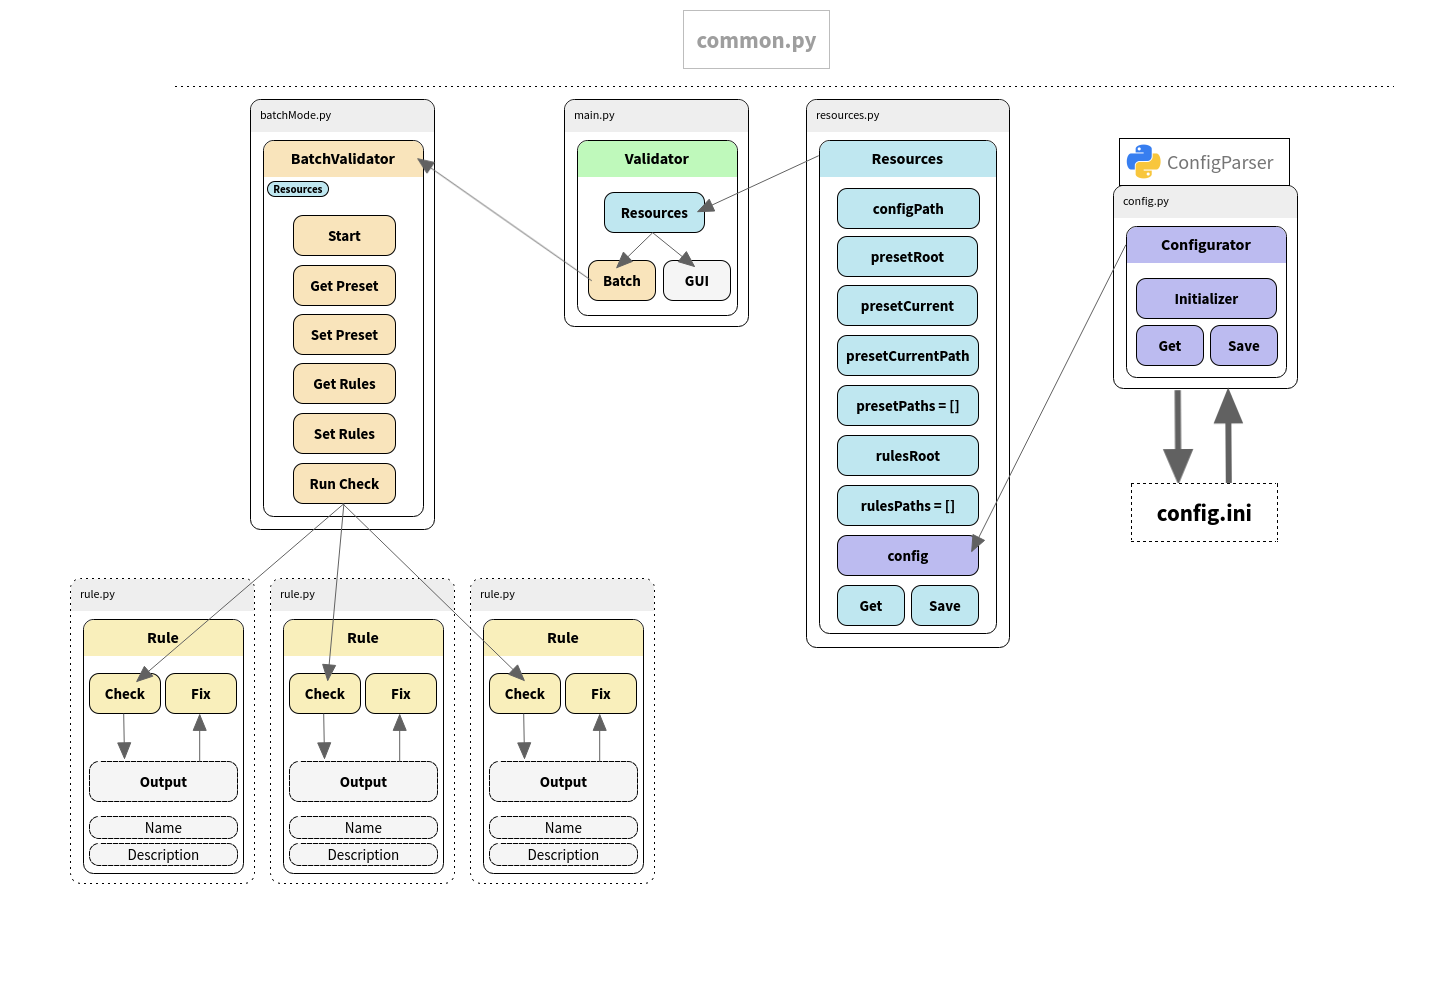 common.py
batchMode.py
BatchValidator
Resources
Start
Get Preset
Set Preset
Get Rules
Set Rules
Run Check
main.py
Validator
Resources
Batch
GUI
resources.py
Resources
configPath
presetRoot
presetCurrent
presetCurrentPath
presetPaths = []
rulesRoot
rulesPaths = []
config
Get
Save
ConfigParser
config.py
Configurator
Initializer
Get
Save
config.ini
rule.py
Rule
Check
Fix
Output
Name
Description
rule.py
Rule
Check
Fix
Output
Name
Description
rule.py
Rule
Check
Fix
Output
Name
Description